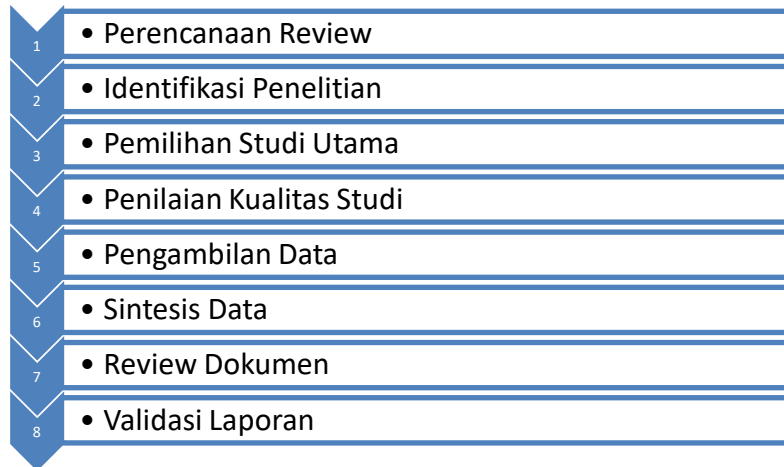 1 • Perencanaan Review
2 • Identifikasi Penelitian
3 • Pemilihan Studi Utama
4 • Penilaian Kualitas Studi
5 • Pengambilan Data
6 • Sintesis Data
7 • Review Dokumen
8 • Validasi Laporan